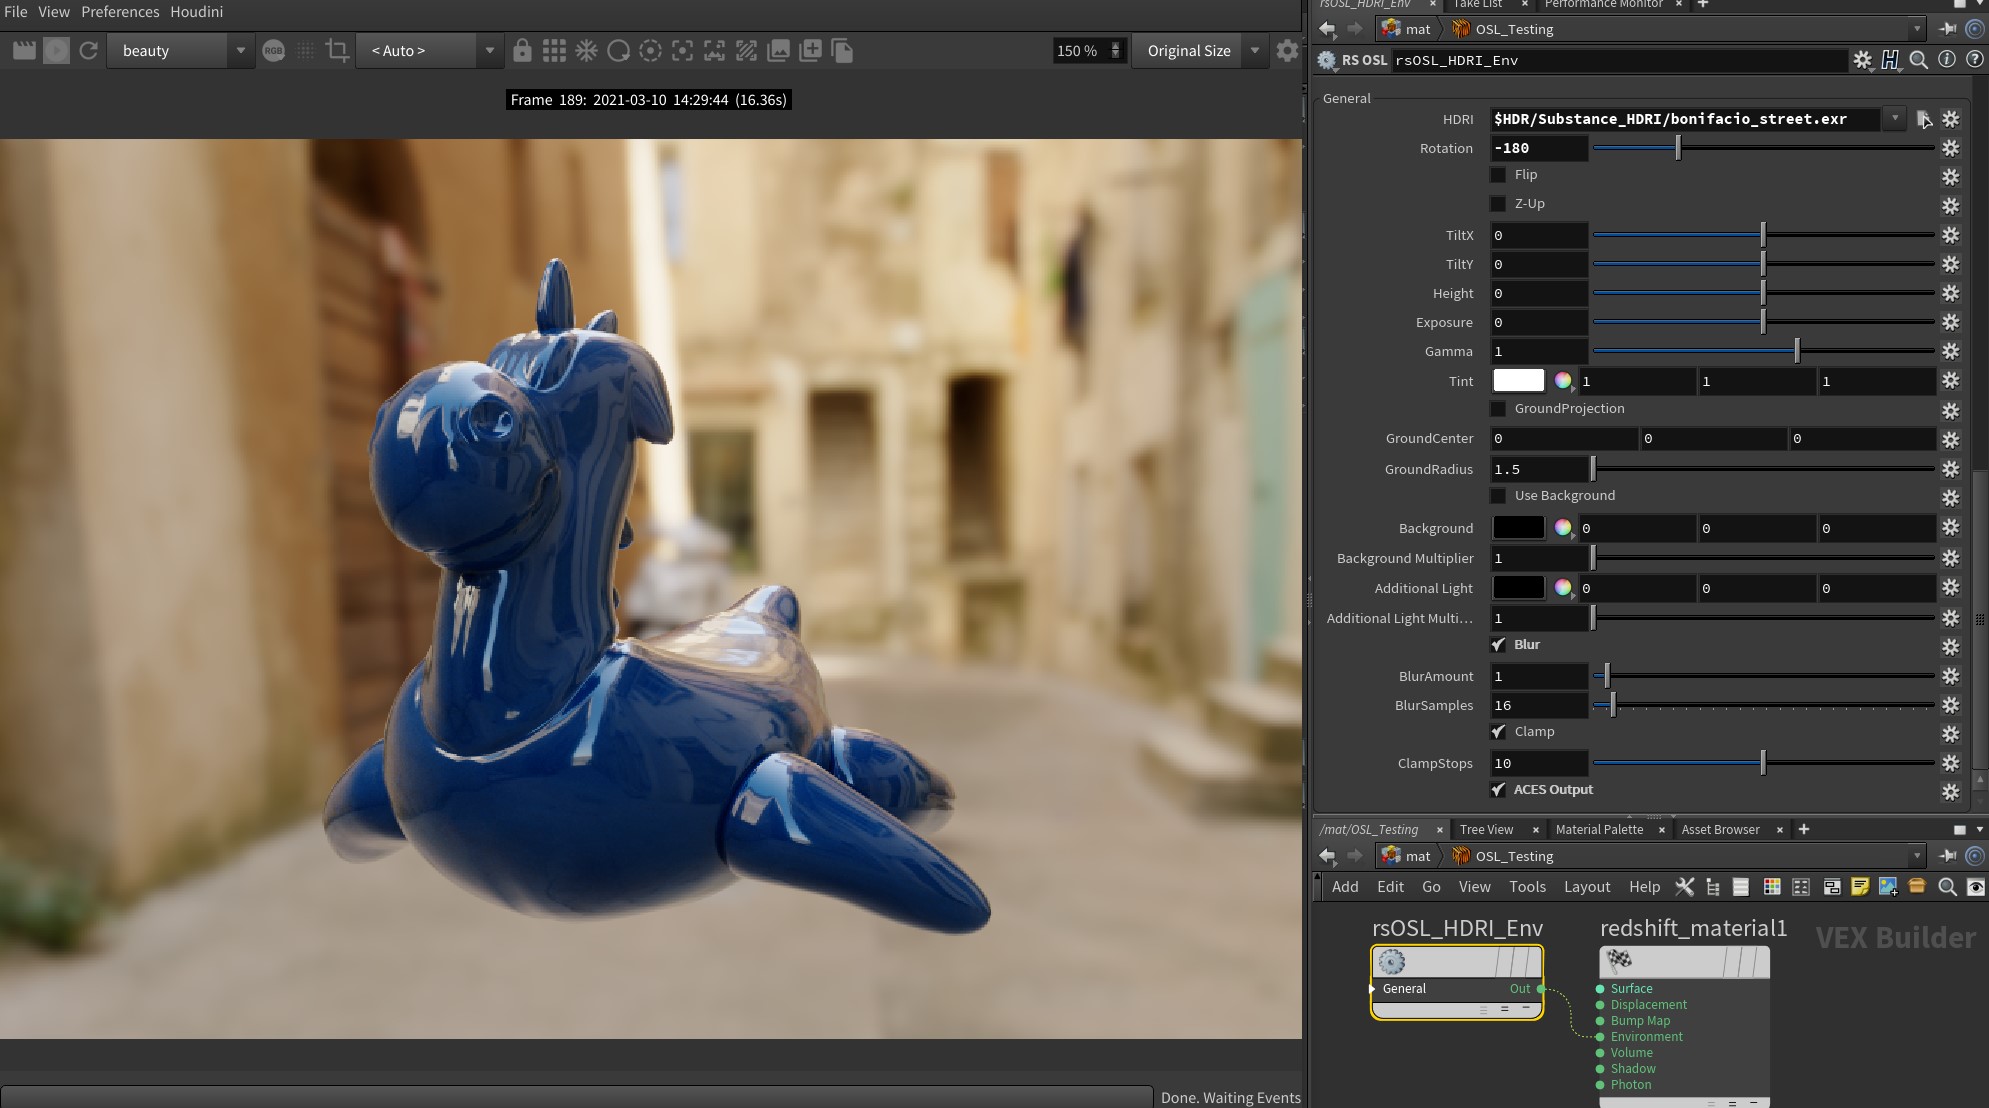 File View Preferences Houdini
beauty
RGB
< Auto >
150 %
Original Size
Frame 189: 2021-03-10 14:29:44 (16.36s)
Done. Waiting Events
rsOSL_HDRI_Env × Take List × Performance Monitor × +
mat OSL_Testing
RS OSL rsOSL_HDRI_Env
General
HDRI $HDR/Substance_HDRI/bonifacio_street.exr
Rotation -180
Flip
Z-Up
TiltX 0
TiltY 0
Height 0
Exposure 0
Gamma 1
Tint 1 1 1
GroundProjection
GroundCenter 0 0 0
GroundRadius 1.5
Use Background
Background 0 0 0
Background Multiplier 1
Additional Light 0 0 0
Additional Light Multi... 1
Blur
BlurAmount 1
BlurSamples 16
Clamp
ClampStops 10
ACES Output
/mat/OSL_Testing × Tree View × Material Palette × Asset Browser × +
mat OSL_Testing
Add Edit Go View Tools Layout Help
rsOSL_HDRI_Env
General Out
redshift_material1
Surface
Displacement
Bump Map
Environment
Volume
Shadow
Photon
VEX Builder